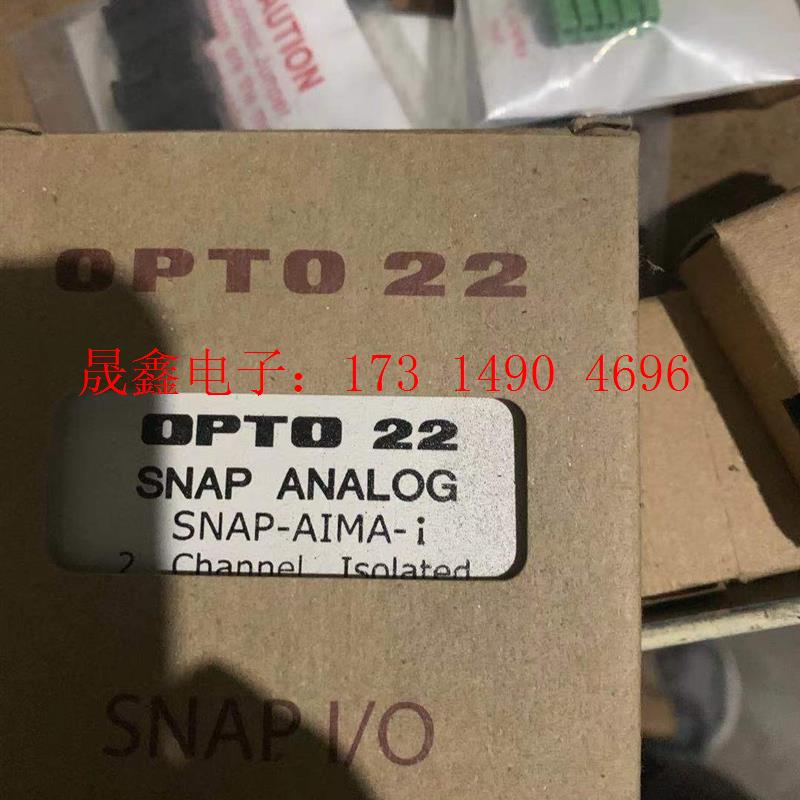 CAUTION
OPTO 22
晟鑫电子：173 1490 4696
OPTO 22
SNAP ANALOG
SNAP-AIMA-i
2 Channel Isolated
SNAP I/O